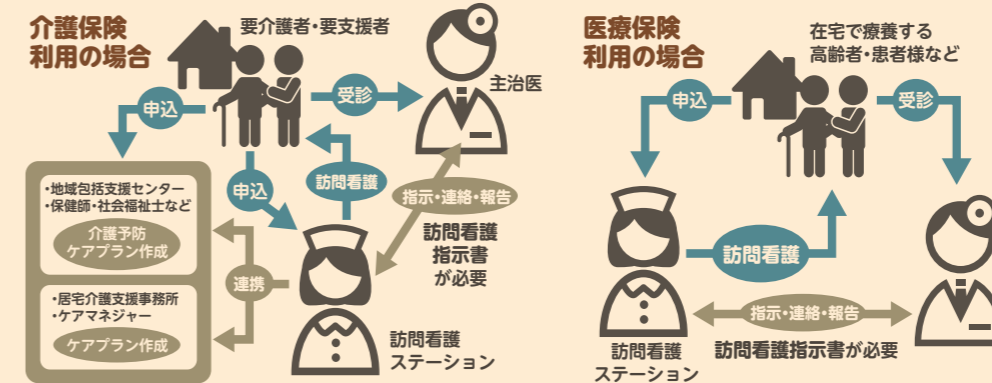 介護保険
利用の場合
要介護者・要支援者
主治医
申込
受診
申込
訪問看護
指示・連絡・報告
訪問看護
指示書
が必要
・地域包括支援センター
・保健師・社会福祉士など
介護予防
ケアプラン作成
連携
・居宅介護支援事務所
・ケアマネジャー
ケアプラン作成
訪問看護
ステーション
医療保険
利用の場合
在宅で療養する
高齢者・患者様など
申込
受診
訪問看護
指示・連絡・報告
訪問看護指示書が必要
訪問看護
ステーション